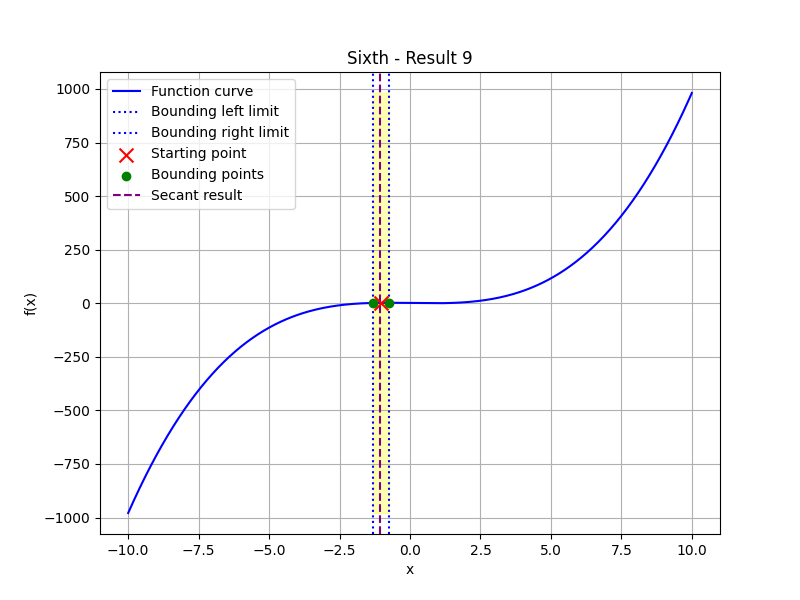 Sixth - Result 9
Function curve
Bounding left limit
Bounding right limit
Starting point
Bounding points
Secant result
f(x)
1000
750
500
250
0
−250
−500
−750
−1000
−10.0 −7.5 −5.0 −2.5 0.0 2.5 5.0 7.5 10.0
x